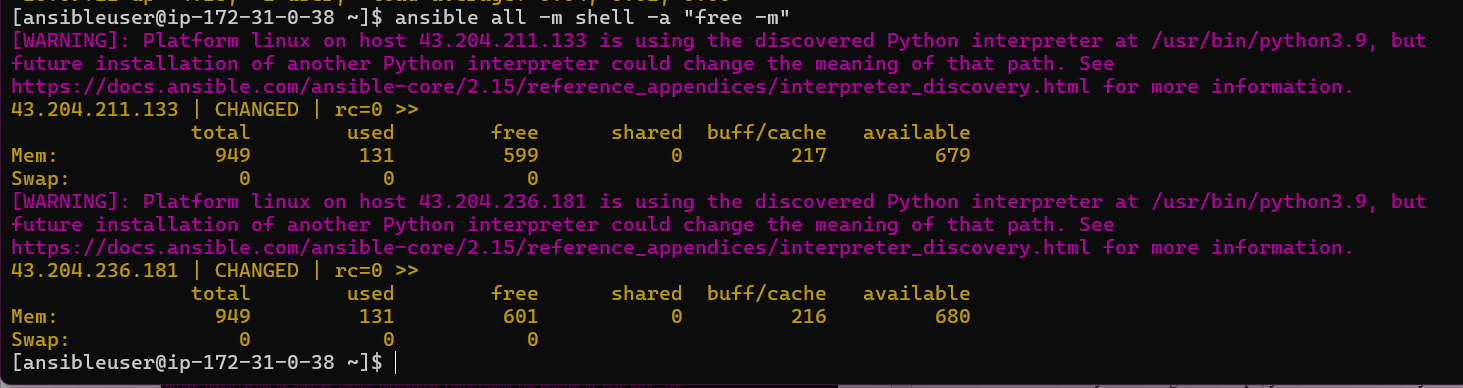 [ansibleuser@ip-172-31-0-38 ~]$ ansible all -m shell -a "free -m"
[WARNING]: Platform linux on host 43.204.211.133 is using the discovered Python interpreter at /usr/bin/python3.9, but
future installation of another Python interpreter could change the meaning of that path. See
https://docs.ansible.com/ansible-core/2.15/reference_appendices/interpreter_discovery.html for more information.
43.204.211.133 | CHANGED | rc=0 >>
               total        used        free      shared  buff/cache   available
Mem:             949         131         599           0         217         679
Swap:              0           0           0
[WARNING]: Platform linux on host 43.204.236.181 is using the discovered Python interpreter at /usr/bin/python3.9, but
future installation of another Python interpreter could change the meaning of that path. See
https://docs.ansible.com/ansible-core/2.15/reference_appendices/interpreter_discovery.html for more information.
43.204.236.181 | CHANGED | rc=0 >>
               total        used        free      shared  buff/cache   available
Mem:             949         131         601           0         216         680
Swap:              0           0           0
[ansibleuser@ip-172-31-0-38 ~]$